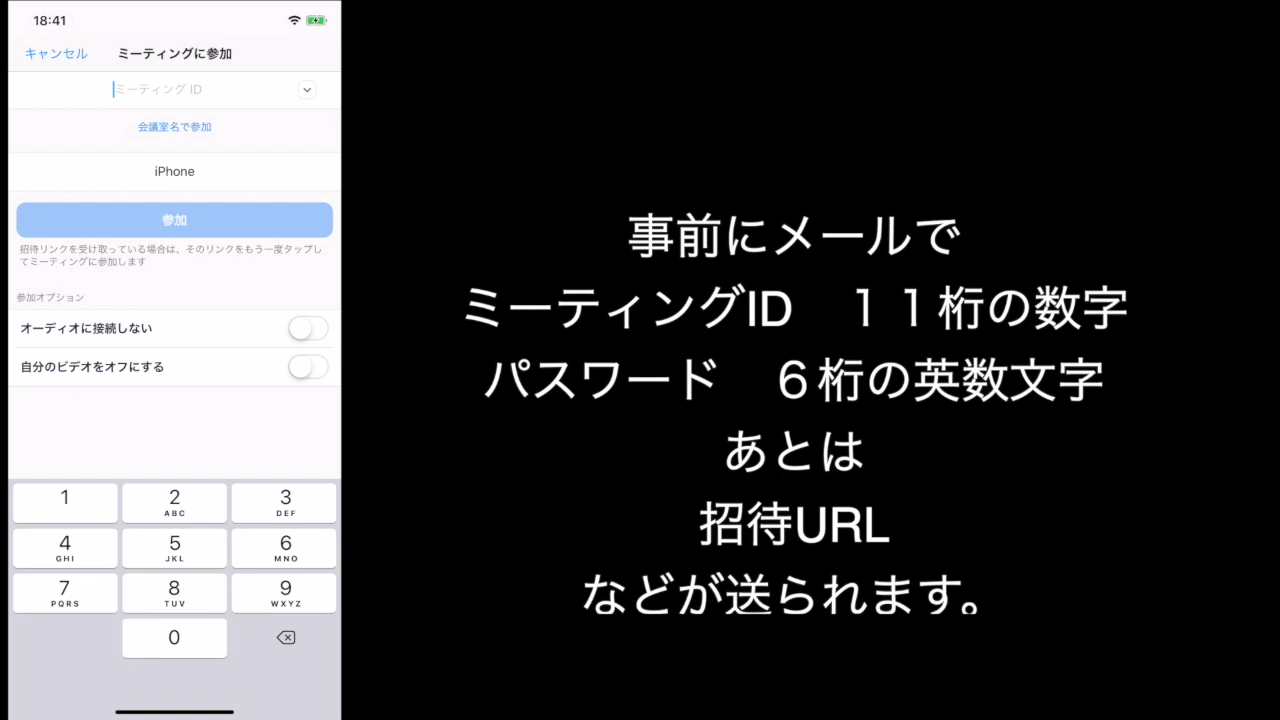 18:41
キャンセル ミーティングに参加
ミーティング ID
会議室名で参加
iPhone
参加
招待リンクを受け取っている場合は、そのリンクをもう一度タップし
てミーティングに参加します
参加オプション
オーディオに接続しない
自分のビデオをオフにする
1 2 3
ABC DEF
4 5 6
GHI JKL MNO
7 8 9
PQRS TUV WXYZ
0
事前にメールで
ミーティングID　１１桁の数字
パスワード　６桁の英数文字
あとは
招待URL
などが送られます。